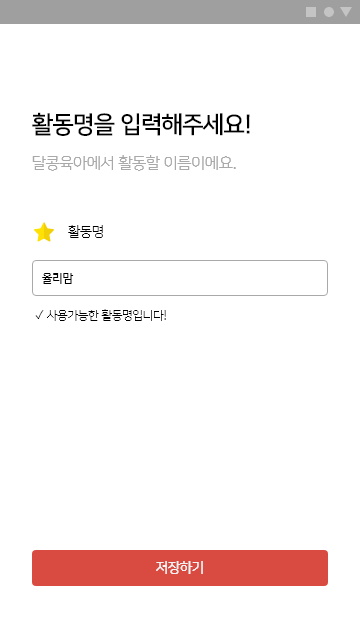 활동명을 입력해주세요!
달콩육아에서 활동할 이름이에요.
활동명
율리맘
✓ 사용가능한 활동명입니다!
저장하기